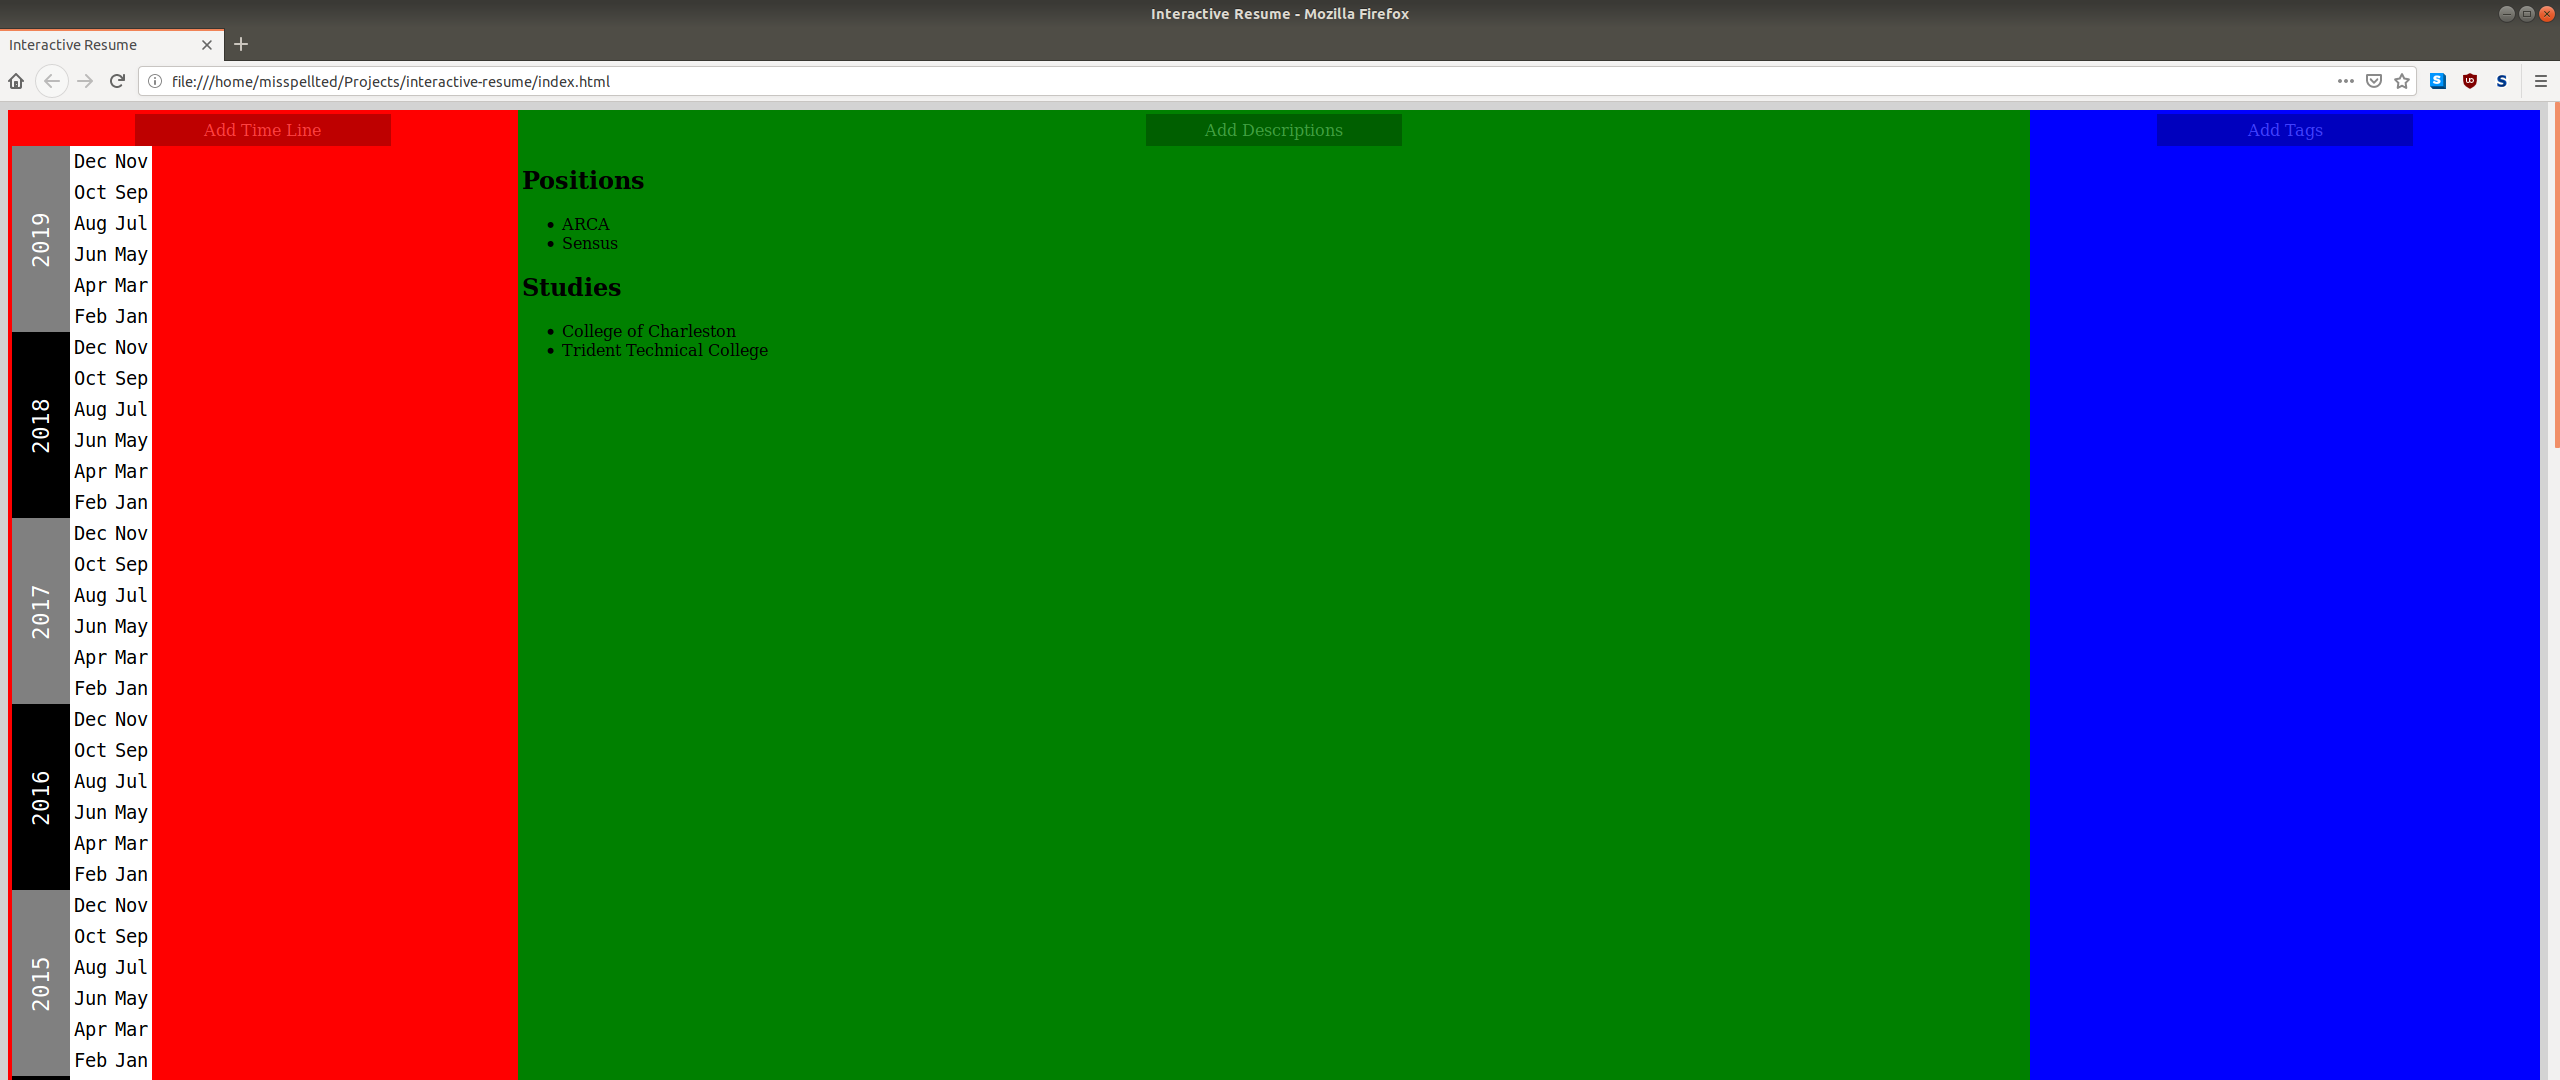 Interactive Resume - Mozilla Firefox
Interactive Resume
file:///home/misspellted/Projects/interactive-resume/index.html
Add Time Line
Add Descriptions
Add Tags
2019
Dec Nov
Oct Sep
Aug Jul
Jun May
Apr Mar
Feb Jan
2018
Dec Nov
Oct Sep
Aug Jul
Jun May
Apr Mar
Feb Jan
2017
Dec Nov
Oct Sep
Aug Jul
Jun May
Apr Mar
Feb Jan
2016
Dec Nov
Oct Sep
Aug Jul
Jun May
Apr Mar
Feb Jan
2015
Dec Nov
Oct Sep
Aug Jul
Jun May
Apr Mar
Feb Jan
Positions
• ARCA
• Sensus
Studies
• College of Charleston
• Trident Technical College